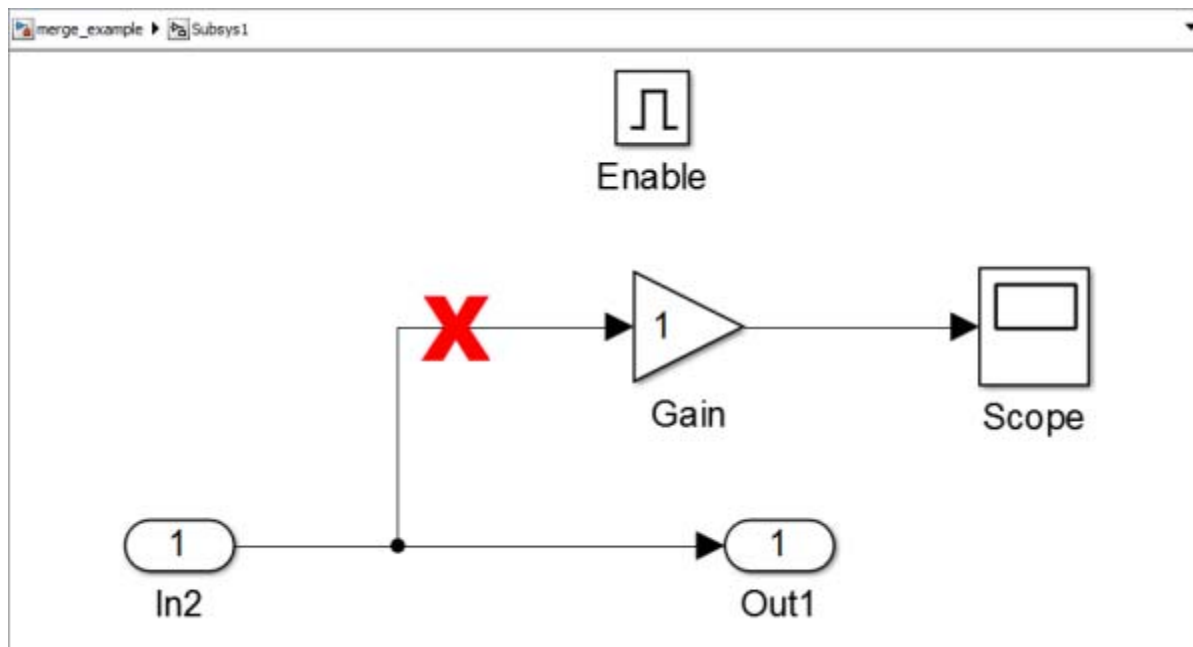 merge_example Subsys1
Enable
1
Gain
Scope
1
In2
1
Out1